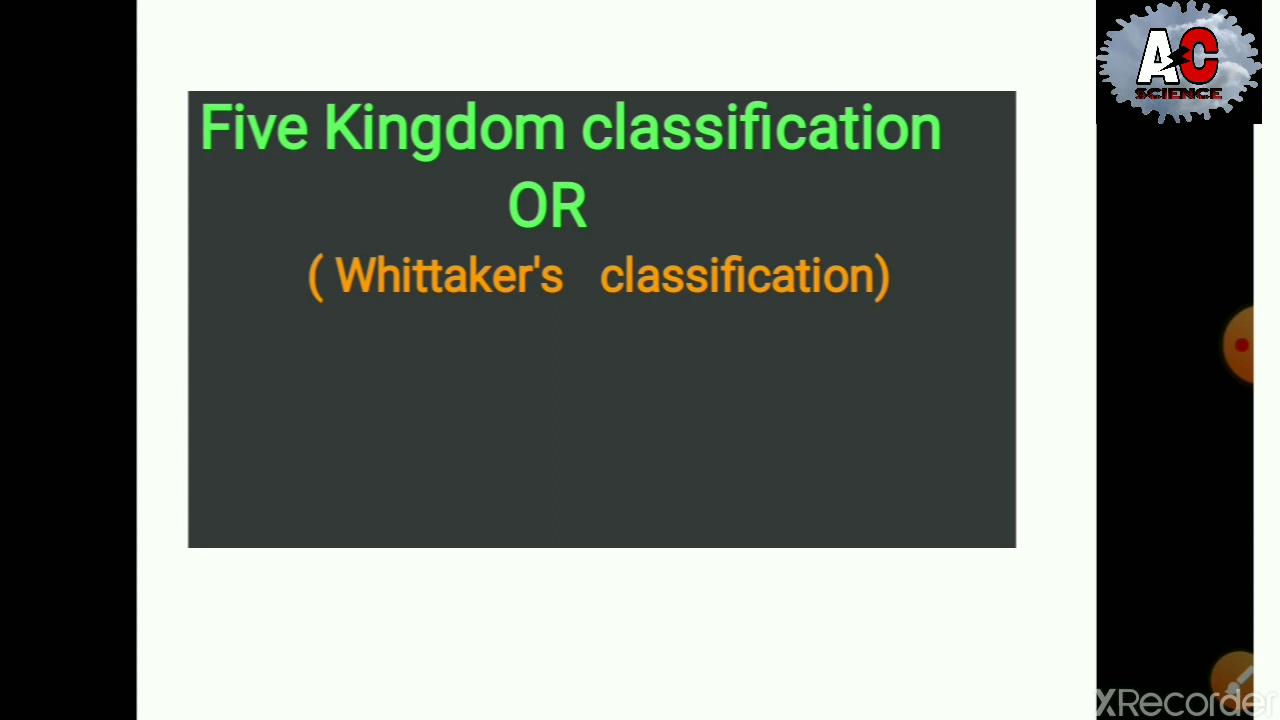 Five Kingdom classification
OR
( Whittaker's classification)
AC
SCIENCE
XRecorder